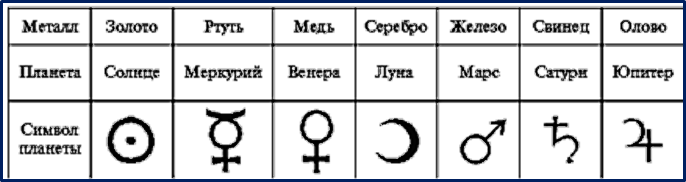 Металл Золото Ртуть Медь Серебро Железо Свинец Олово
Планета Солнце Меркурий Венера Луна Марс Сатурн Юпитер
Символ
планеты